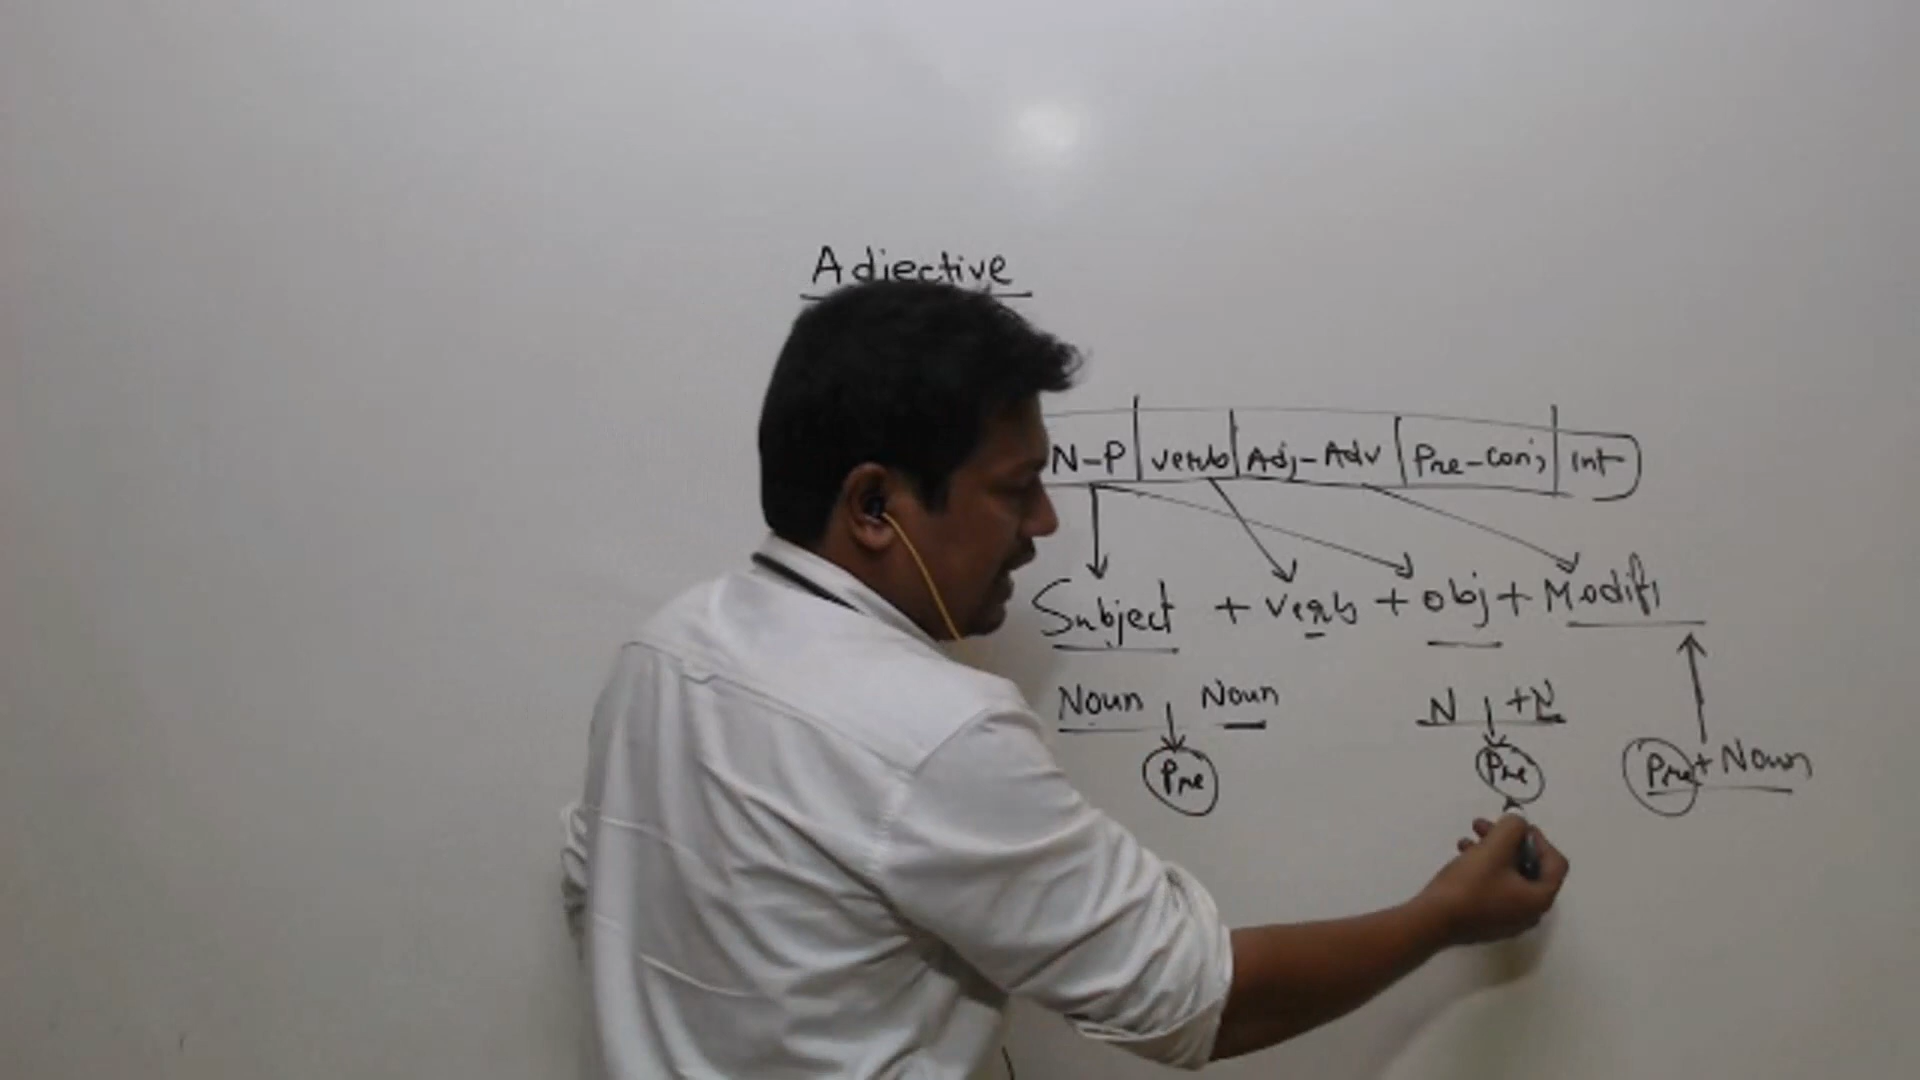 Adjective
N-P | verb | Adj-Adv | Pre-Conj | Int
Subject + Verb + Obj + Modifi
Noun Noun N + N
Pre Pre Pre + Noun